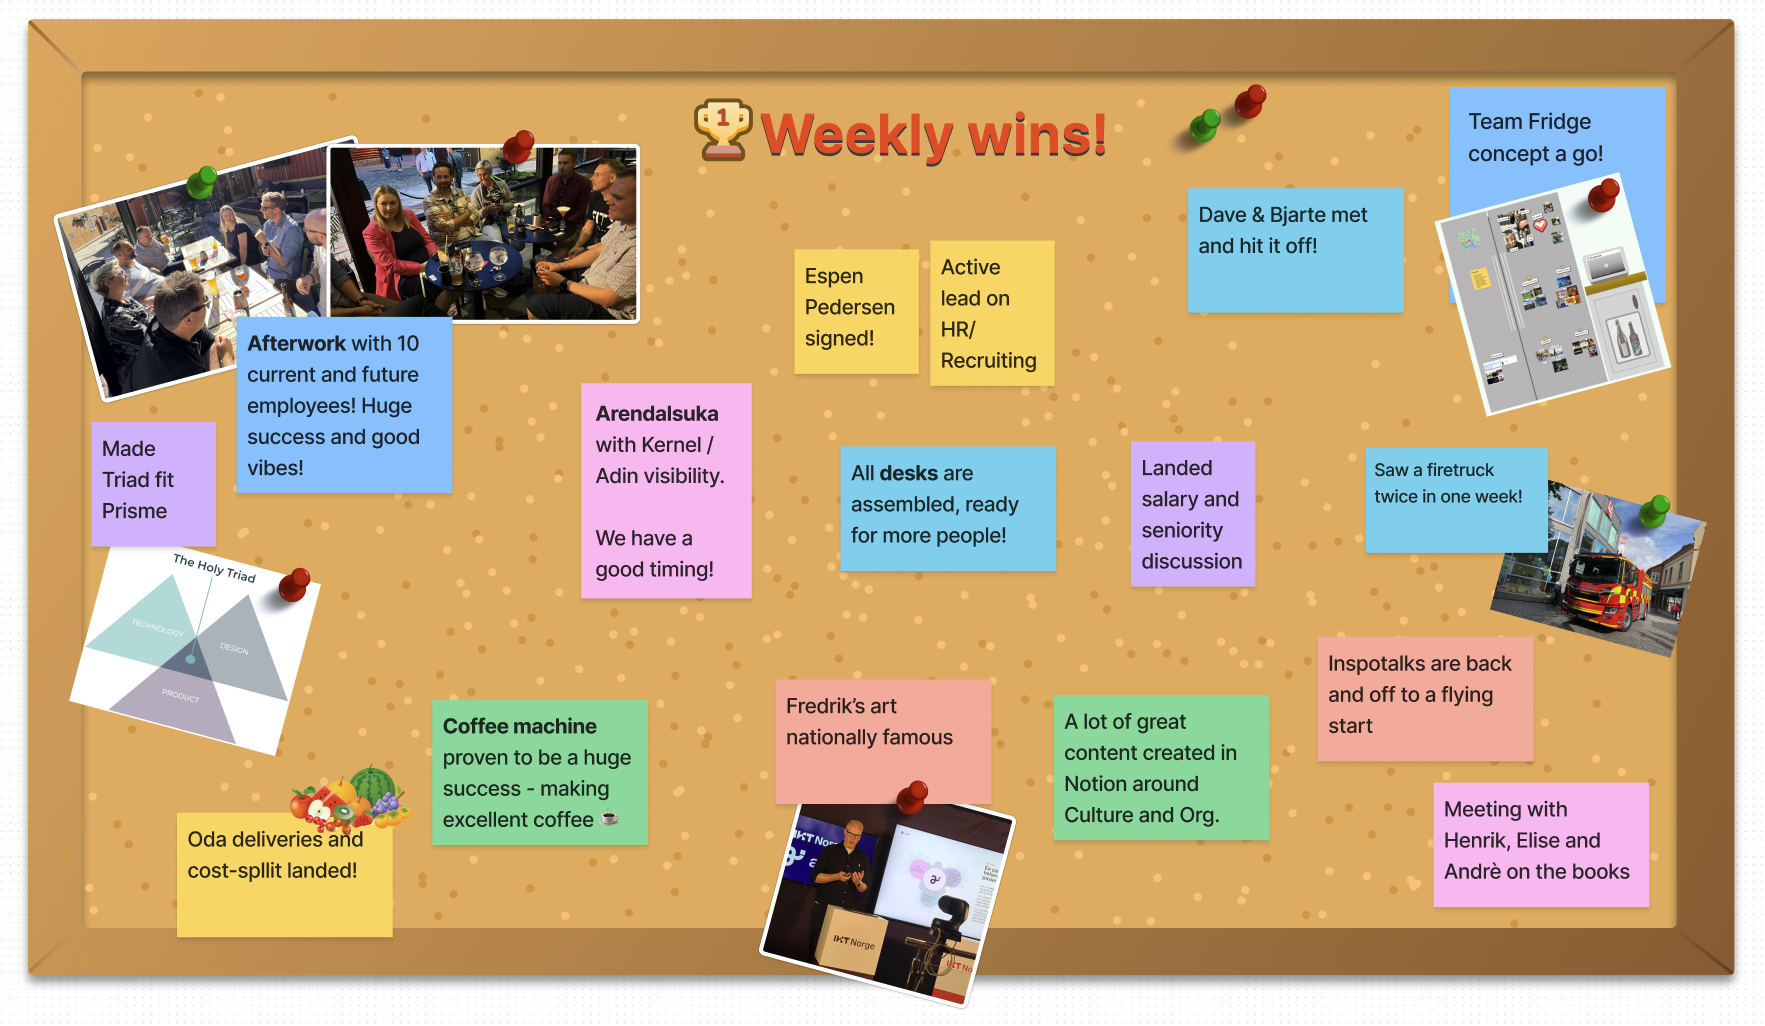 1
Weekly wins!
Team Fridge
concept a go!
Dave & Bjarte met
and hit it off!
Espen
Pedersen
signed!
Active
lead on
HR/
Recruiting
Afterwork with 10
current and future
employees! Huge
success and good
vibes!
Made
Triad fit
Prisme
Arendalsuka
with Kernel /
Adin visibility.
We have a
good timing!
All desks are
assembled, ready
for more people!
Landed
salary and
seniority
discussion
Saw a firetruck
twice in one week!
The Holy Triad
TECHNOLOGY
DESIGN
PRODUCT
Inspotalks are back
and off to a flying
start
Coffee machine
proven to be a huge
success - making
excellent coffee
Fredrik's art
nationally famous
A lot of great
content created in
Notion around
Culture and Org.
Oda deliveries and
cost-spllit landed!
Meeting with
Henrik, Elise and
Andrè on the books
IKT Nor
IKT Norge
IKT No